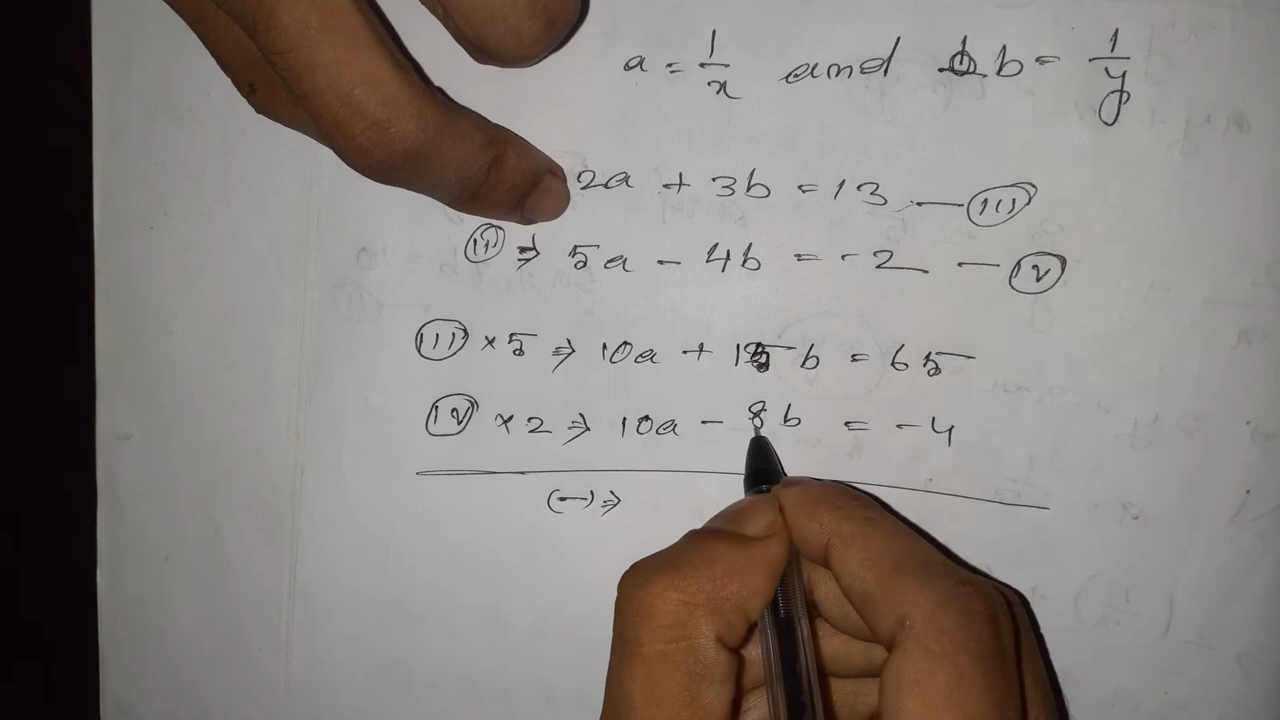 a = 1/x and b = 1/y
2a + 3b = 13 — (III)
(II) ⇒ 5a - 4b = -2 — (IV)
(III) × 5 ⇒ 10a + 15b = 65
(IV) × 2 ⇒ 10a - 8b = -4
(-) ⇒